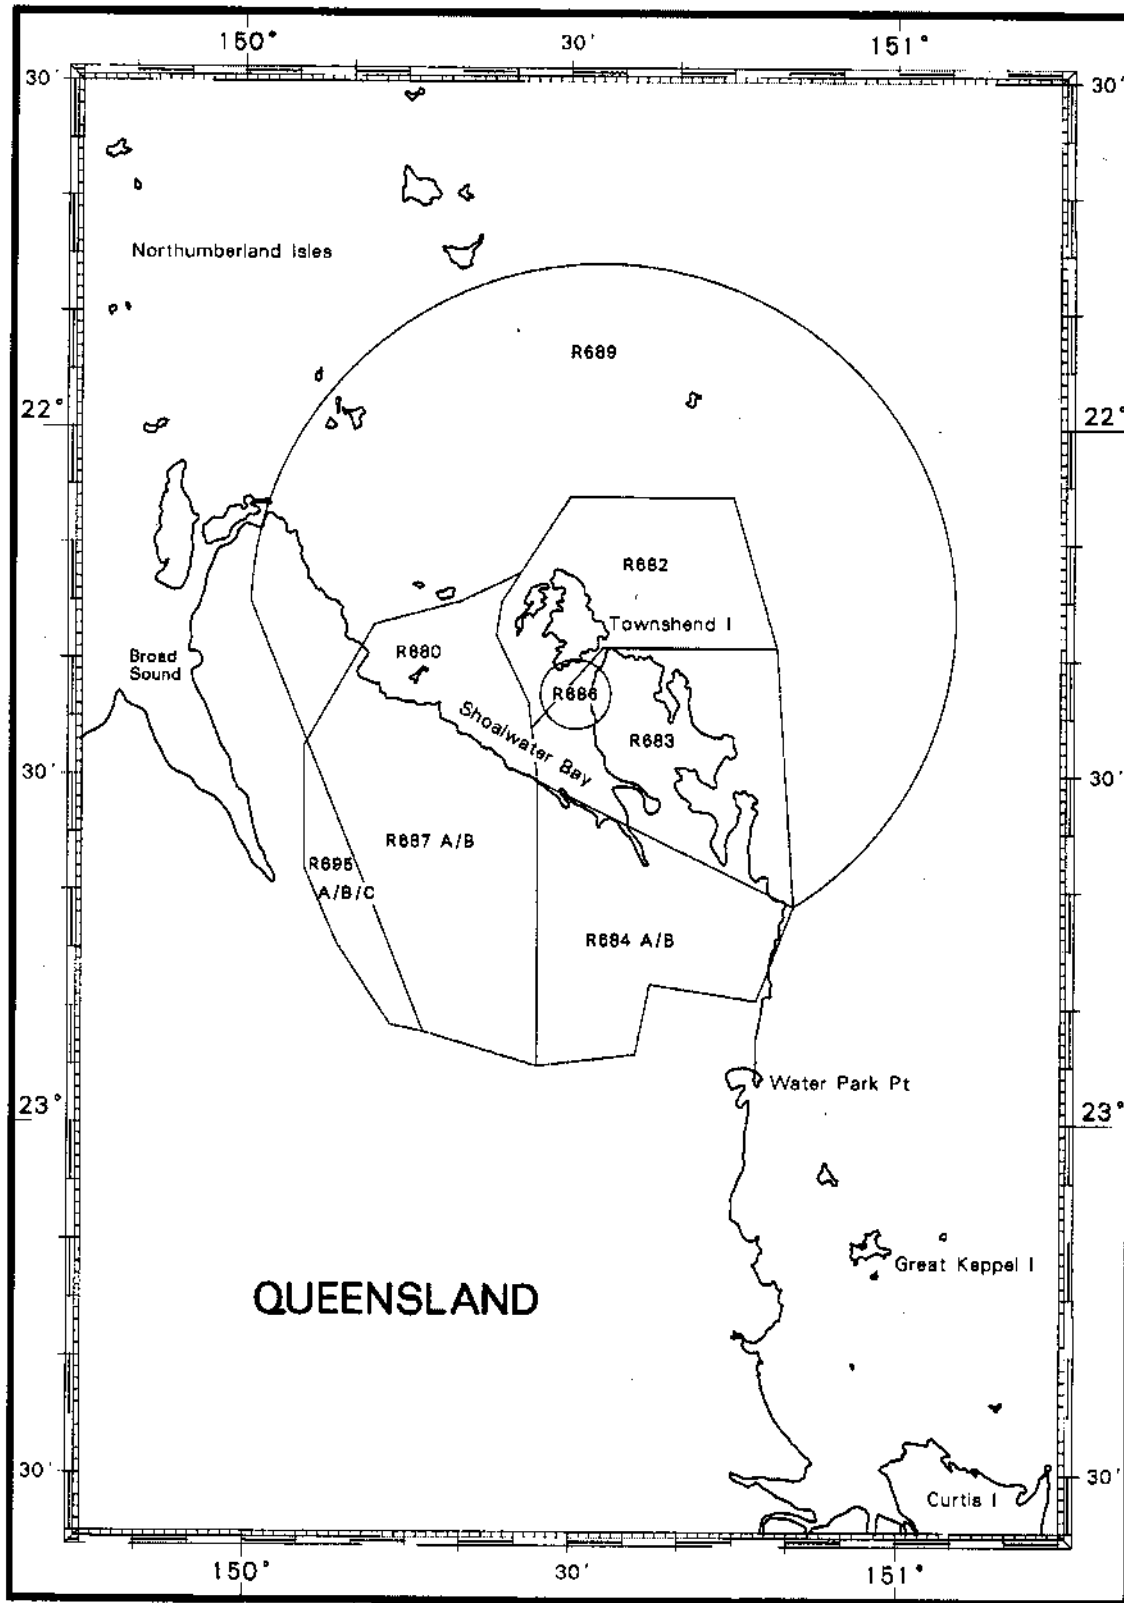 150°
30'
151°
30'
30'
Northumberland Isles
R689
22°
22°
R682
Townshend I
Broad
Sound
R680
R686
Shoalwater Bay
R683
30'
30'
R687 A/B
R695
A/B/C
R684 A/B
Water Park Pt
23°
23°
Great Keppel I
QUEENSLAND
30'
30'
Curtis I
150°
30'
151°